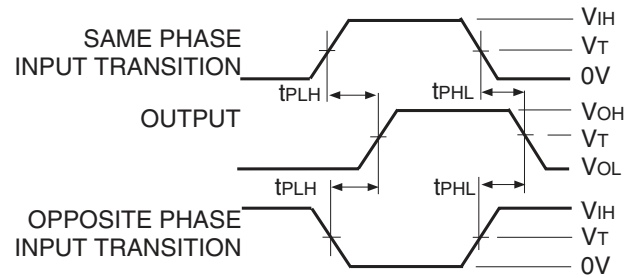 SAME PHASE
INPUT TRANSITION
VIH
VT
0V
tPLH
tPHL
OUTPUT
VOH
VT
VOL
tPLH
tPHL
OPPOSITE PHASE
INPUT TRANSITION
VIH
VT
0V